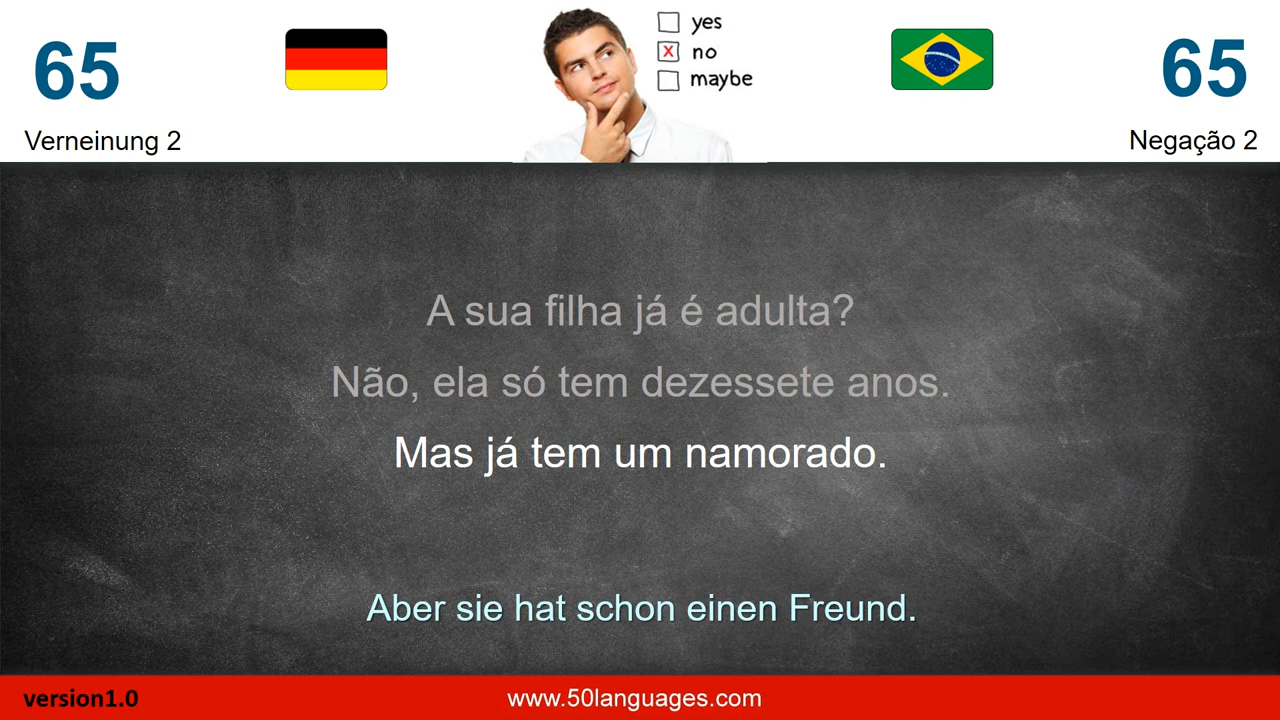 65
65
yes
no
maybe
Verneinung 2
Negação 2
A sua filha já é adulta?
Não, ela só tem dezessete anos.
Mas já tem um namorado.
Aber sie hat schon einen Freund.
version1.0
www.50languages.com